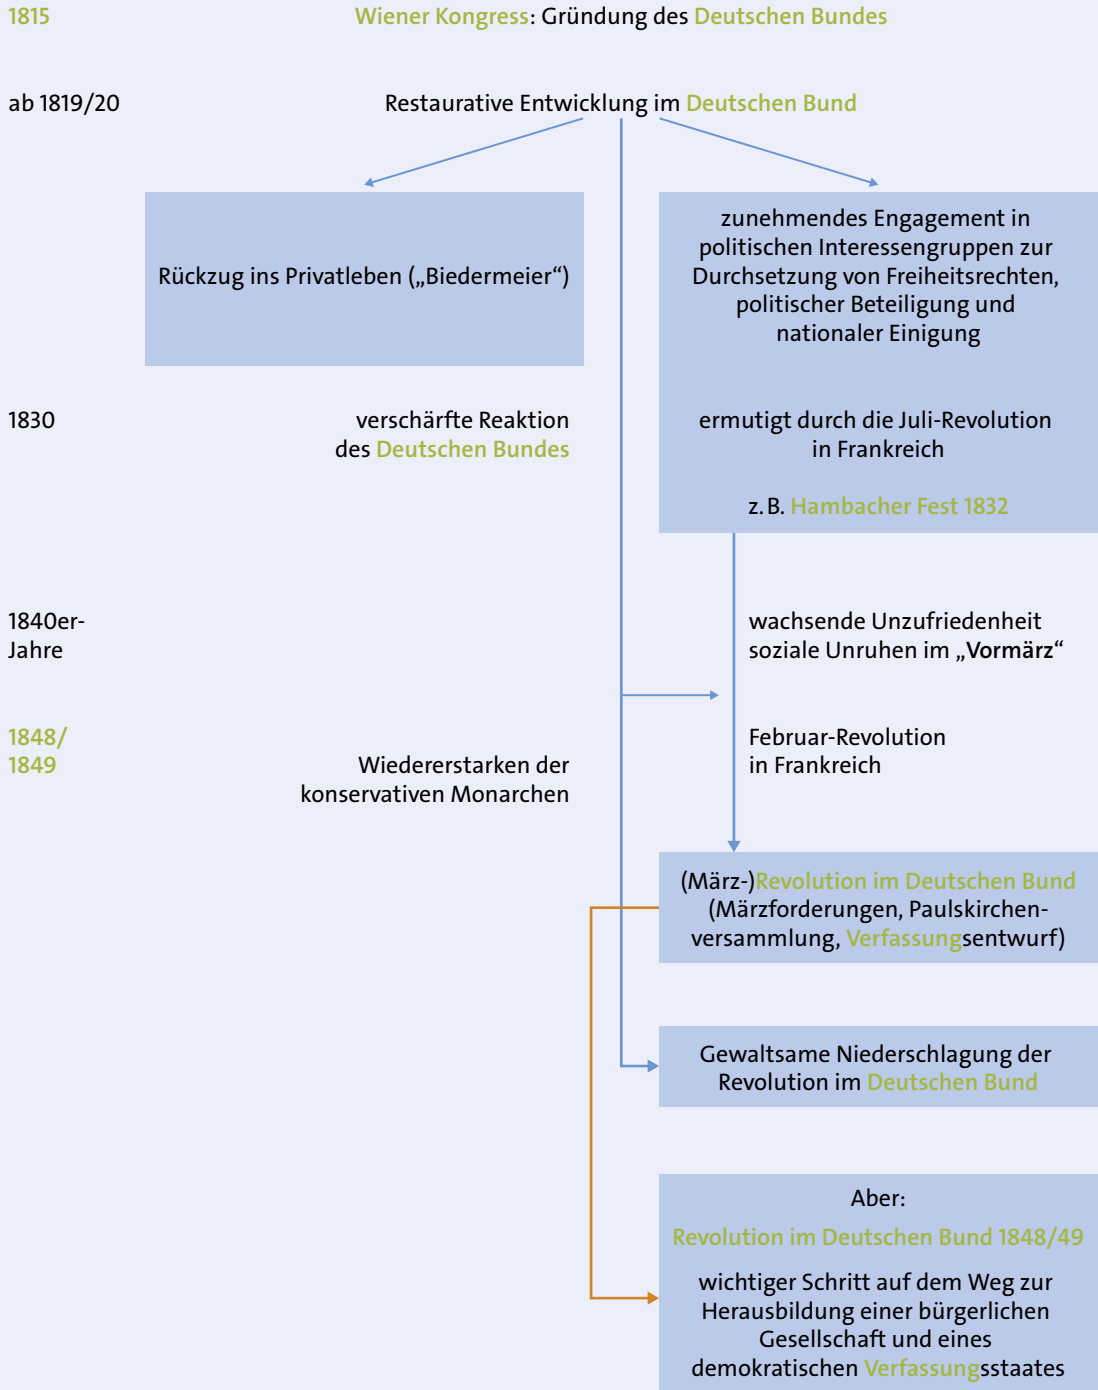 1815
Wiener Kongress: Gründung des Deutschen Bundes
ab 1819/20
Restaurative Entwicklung im Deutschen Bund
Rückzug ins Privatleben („Biedermeier“)
zunehmendes Engagement in
politischen Interessengruppen zur
Durchsetzung von Freiheitsrechten,
politischer Beteiligung und
nationaler Einigung
1830
verschärfte Reaktion
des Deutschen Bundes
ermutigt durch die Juli-Revolution
in Frankreich
z. B. Hambacher Fest 1832
1840er-
Jahre
wachsende Unzufriedenheit
soziale Unruhen im „Vormärz“
1848/
1849
Wiedererstarken der
konservativen Monarchen
Februar-Revolution
in Frankreich
(März-)Revolution im Deutschen Bund
(Märzforderungen, Paulskirchen-
versammlung, Verfassungsentwurf)
Gewaltsame Niederschlagung der
Revolution im Deutschen Bund
Aber:
Revolution im Deutschen Bund 1848/49
wichtiger Schritt auf dem Weg zur
Herausbildung einer bürgerlichen
Gesellschaft und eines
demokratischen Verfassungsstaates